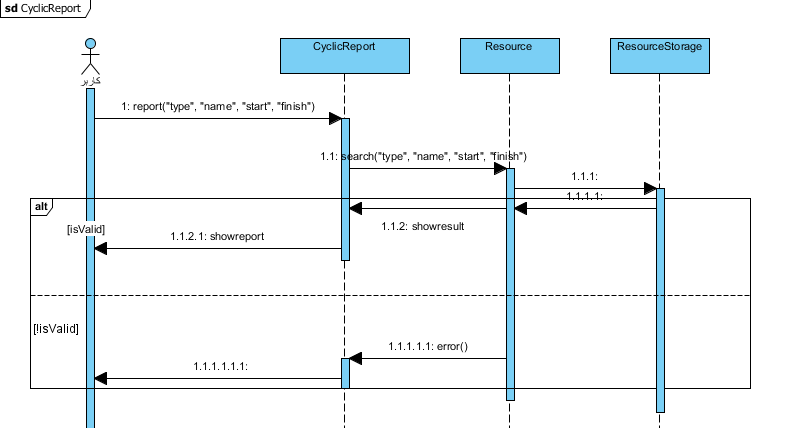 sd CyclicReport
کاربر
CyclicReport
Resource
ResourceStorage
1: report("type", "name", "start", "finish")
1.1: search("type", "name", "start", "finish")
1.1.1:
1.1.1.1:
alt
[isValid]
1.1.2: showresult
1.1.2.1: showreport
[!isValid]
1.1.1.1.1: error()
1.1.1.1.1.1: